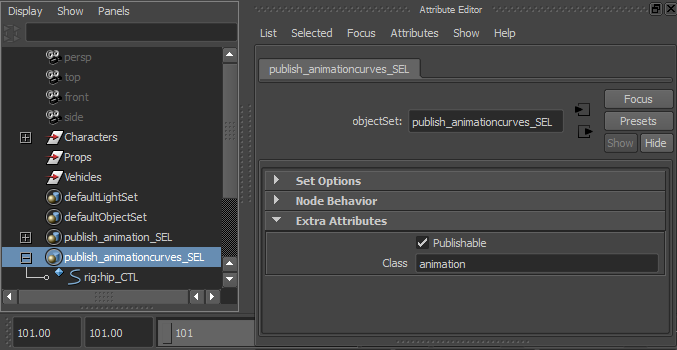 Display Show Panels
persp
top
front
side
Characters
Props
Vehicles
defaultLightSet
defaultObjectSet
publish_animation_SEL
publish_animationcurves_SEL
rig:hip_CTL
Attribute Editor
List Selected Focus Attributes Show Help
publish_animationcurves_SEL
objectSet: publish_animationcurves_SEL
Focus
Presets
Show Hide
Set Options
Node Behavior
Extra Attributes
Publishable
Class animation
101.00 101.00 101